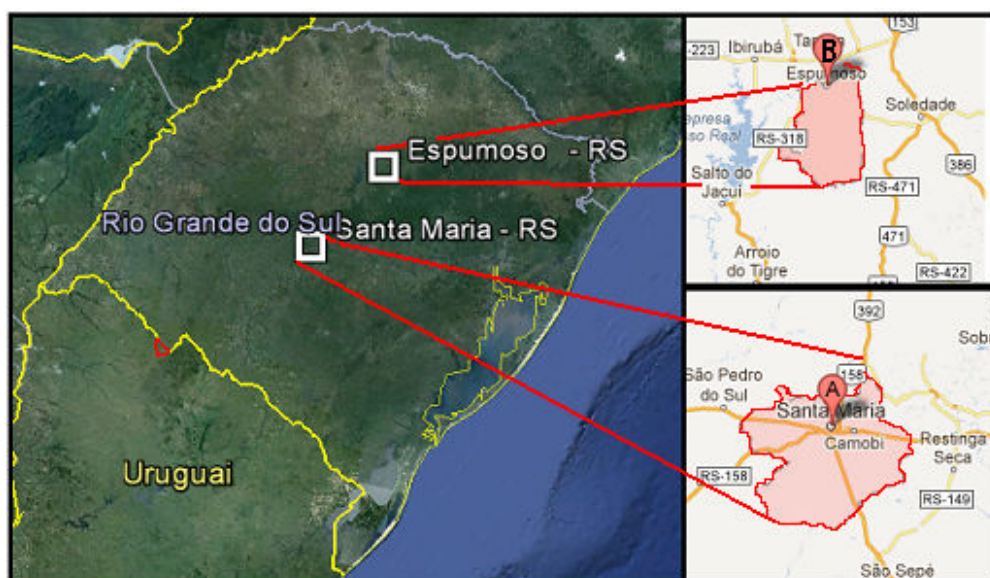 Espumoso - RS
Rio Grande do Sul
Santa Maria - RS
Uruguai
153
-223
Ibirubá
B
Espumoso
Soledade
RS-318
386
Salto do
Jacuí
RS-471
471
Arroio
do Tigre
RS-422
392
158
São Pedro
do Sul
A
Santa Maria
Camobi
Restinga
Seca
RS-158
RS-149
São Sepé